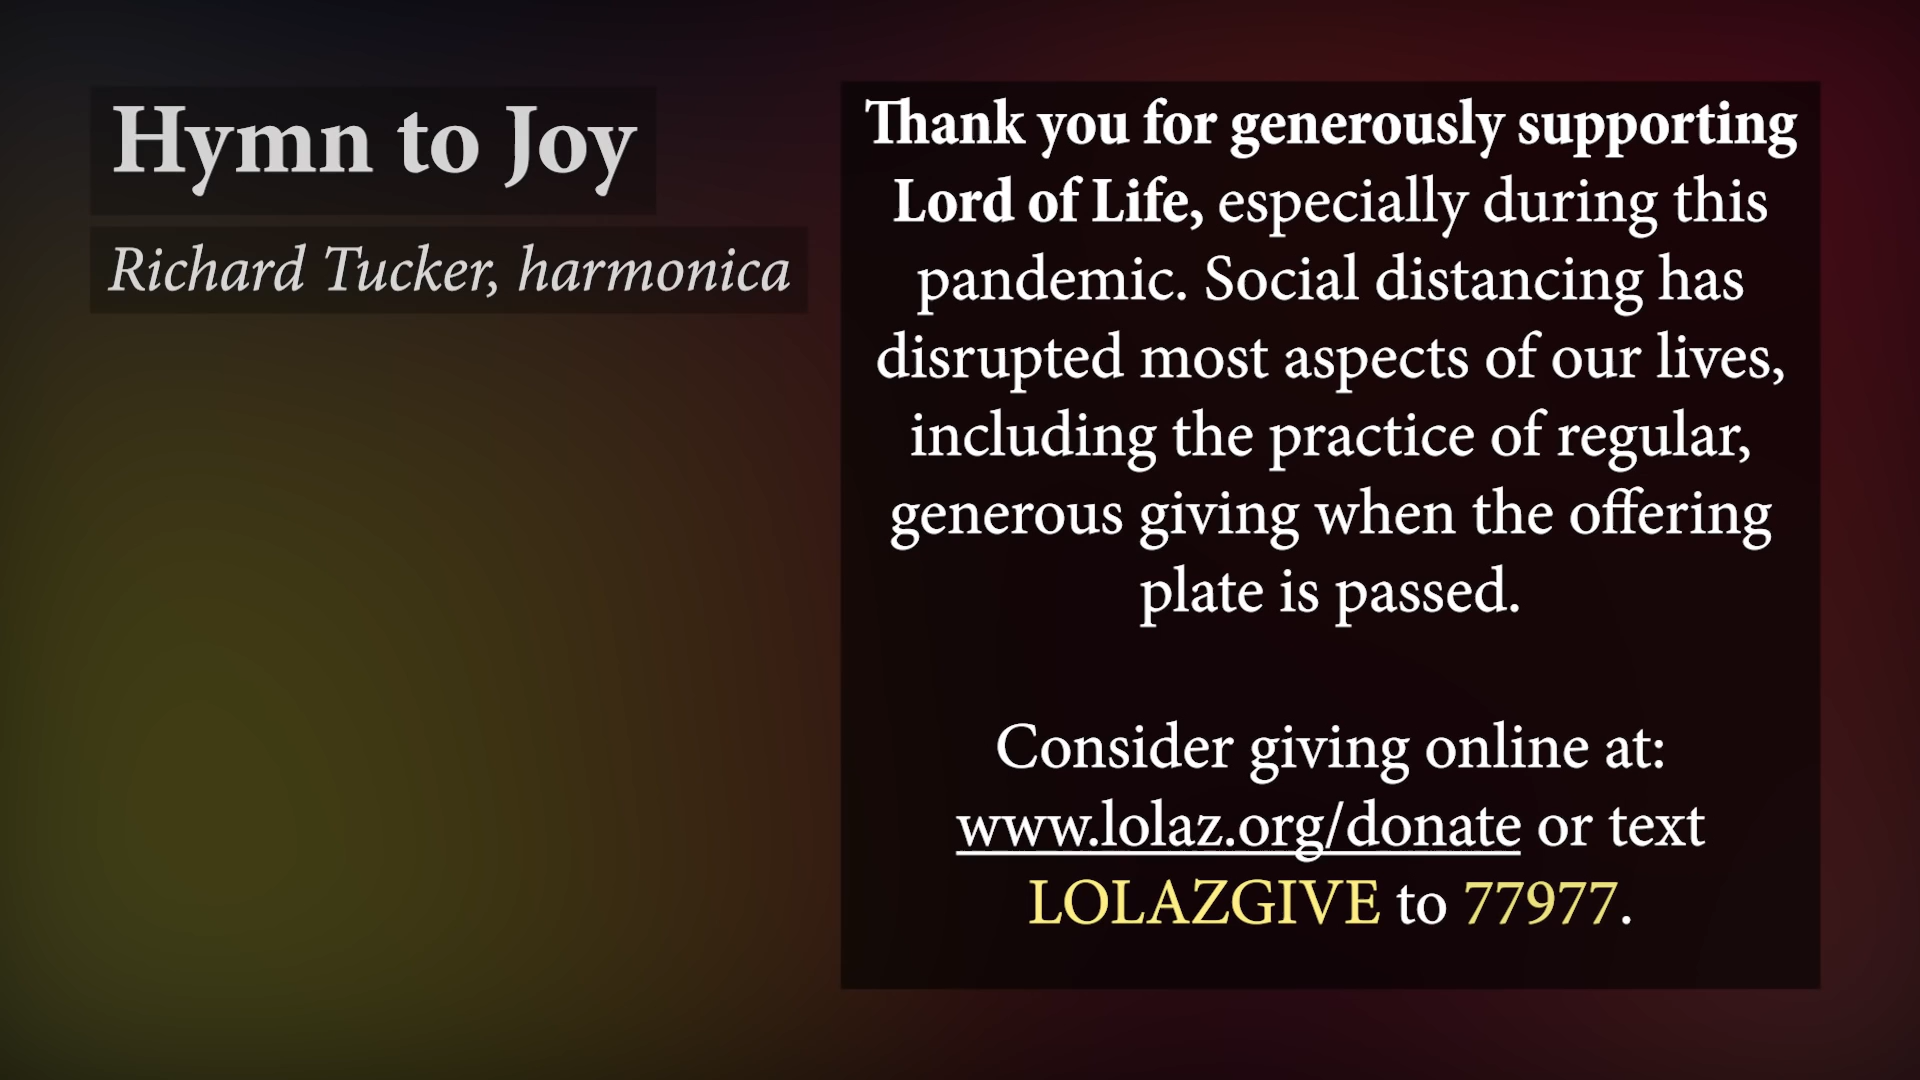 Hymn to Joy
Richard Tucker, harmonica
Thank you for generously supporting
Lord of Life, especially during this
pandemic. Social distancing has
disrupted most aspects of our lives,
including the practice of regular,
generous giving when the offering
plate is passed.
Consider giving online at:
www.lolaz.org/donate or text
LOLAZGIVE to 77977.